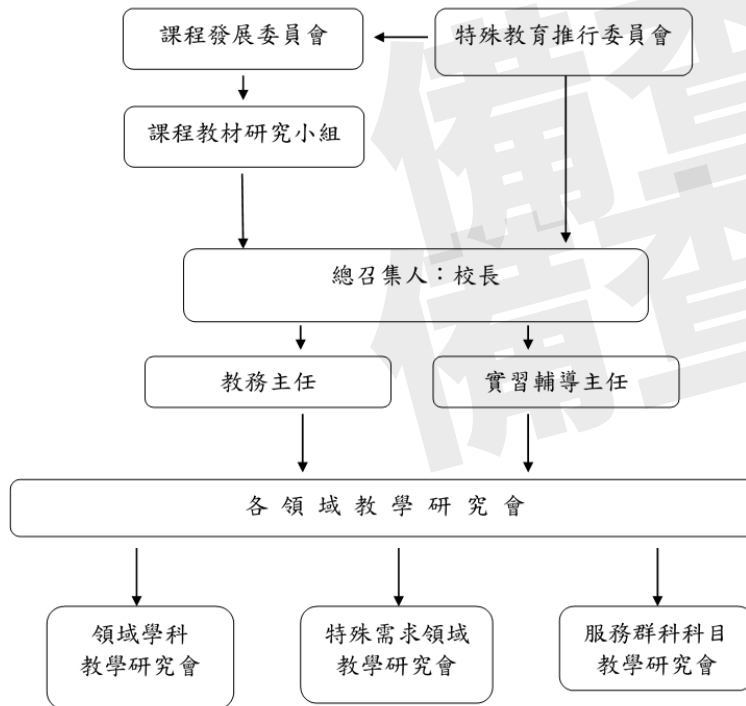 課程發展委員會
特殊教育推行委員會
課程教材研究小組
總召集人：校長
教務主任
實習輔導主任
各領域教學研究會
領域學科
教學研究會
特殊需求領域
教學研究會
服務群科科目
教學研究會
備查
備查